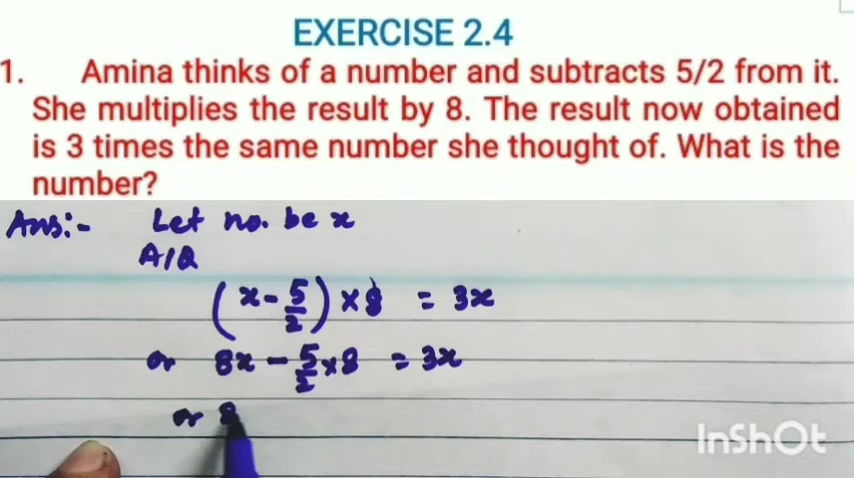 EXERCISE 2.4
1. Amina thinks of a number and subtracts 5/2 from it.
She multiplies the result by 8. The result now obtained
is 3 times the same number she thought of. What is the
number?
Ans:- Let no. be x
A/Q
(x - 5/2) × 8 = 3x
or 8x - 5/2 × 8 = 3x
or 8
InShOt